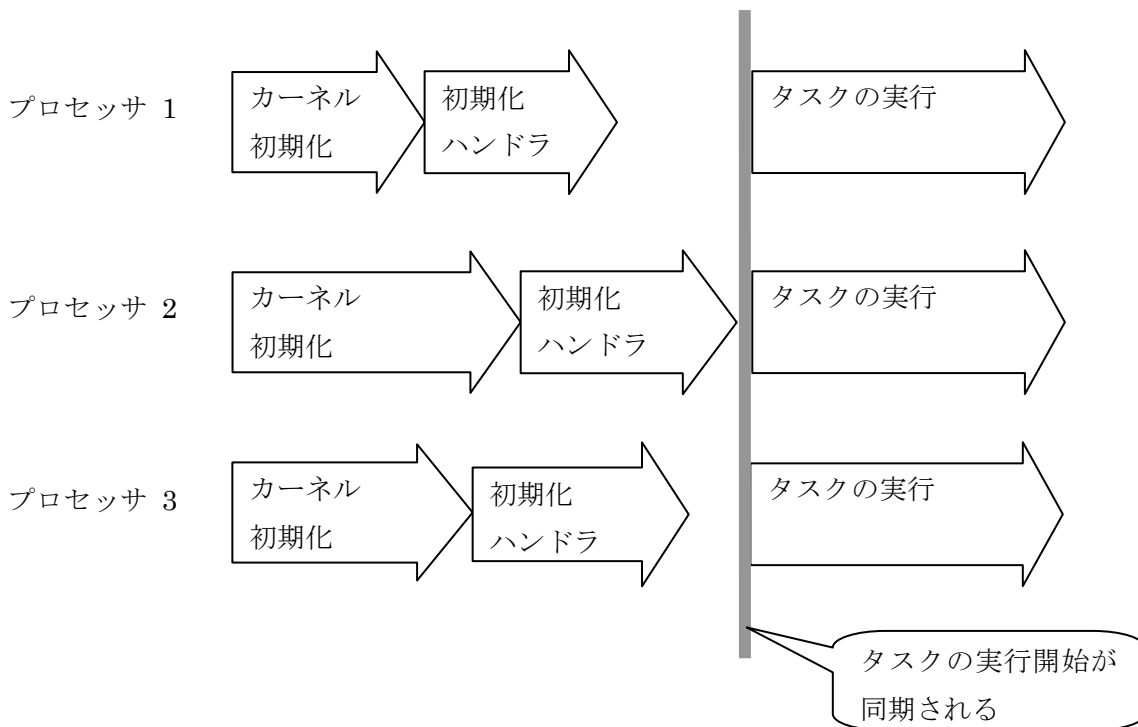 プロセッサ 1
カーネル
初期化
初期化
ハンドラ
タスクの実行
プロセッサ 2
カーネル
初期化
初期化
ハンドラ
タスクの実行
プロセッサ 3
カーネル
初期化
初期化
ハンドラ
タスクの実行
タスクの実行開始が
同期される